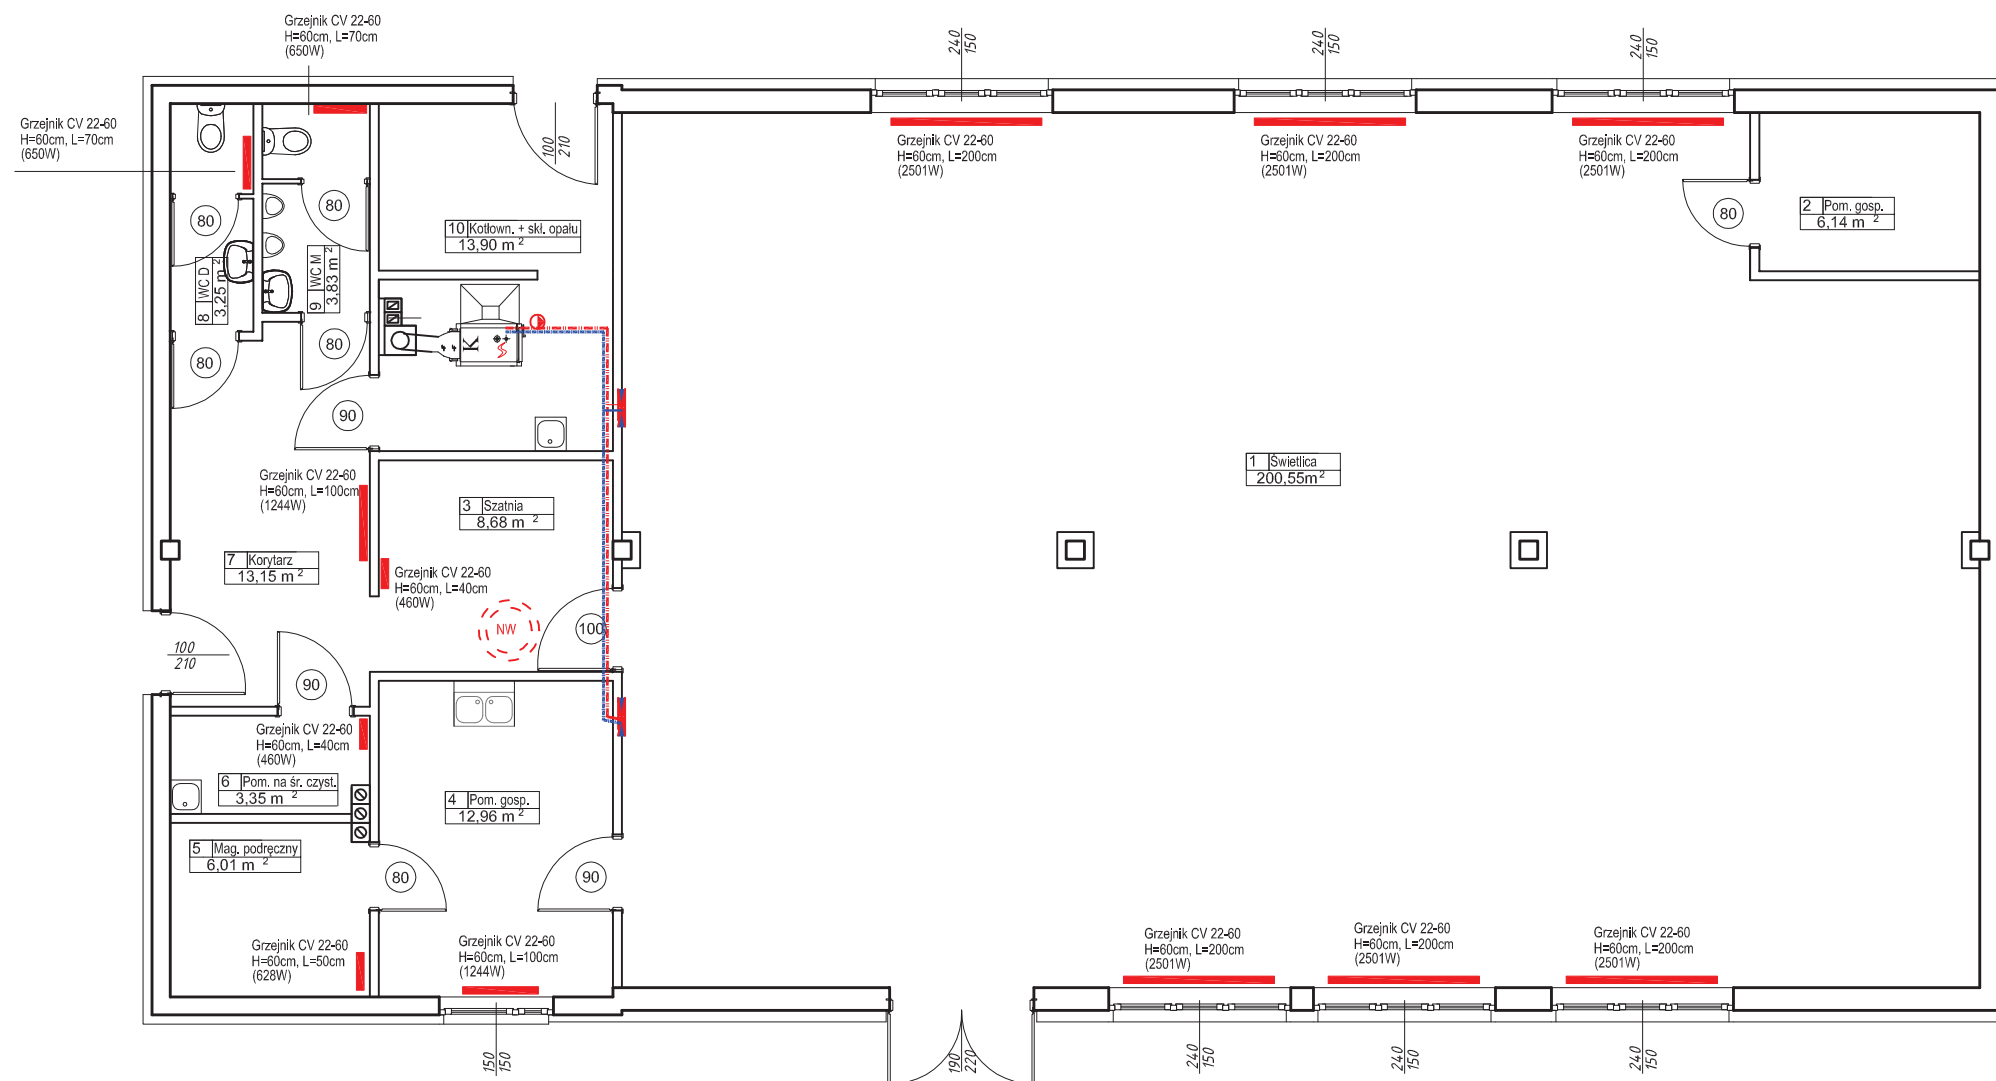 Grzejnik CV 22-60
H=60cm, L=70cm
(650W)
240
150
240
150
240
150
Grzejnik CV 22-60
H=60cm, L=70cm
(650W)
100
210
Grzejnik CV 22-60
H=60cm, L=200cm
(2501W)
Grzejnik CV 22-60
H=60cm, L=200cm
(2501W)
Grzejnik CV 22-60
H=60cm, L=200cm
(2501W)
80
80
80
2 Pom. gosp.
6,14 m 2
10 Kotłown. + skł. opału
13,90 m 2
8 WC D
3,25 m 2
9 WC M
3,83 m 2
80
80
K
90
1 Świetlica
200,55m2
Grzejnik CV 22-60
H=60cm, L=100cm
(1244W)
3 Szatnia
8,68 m 2
7 Korytarz
13,15 m 2
Grzejnik CV 22-60
H=60cm, L=40cm
(460W)
NW
100
100
210
90
Grzejnik CV 22-60
H=60cm, L=40cm
(460W)
6 Pom. na śr. czyst.
3,35 m 2
4 Pom. gosp.
12,96 m 2
5 Mag. podręczny
6,01 m 2
80
90
Grzejnik CV 22-60
H=60cm, L=50cm
(628W)
Grzejnik CV 22-60
H=60cm, L=100cm
(1244W)
Grzejnik CV 22-60
H=60cm, L=200cm
(2501W)
Grzejnik CV 22-60
H=60cm, L=200cm
(2501W)
Grzejnik CV 22-60
H=60cm, L=200cm
(2501W)
150
150
190
220
240
150
240
150
240
150